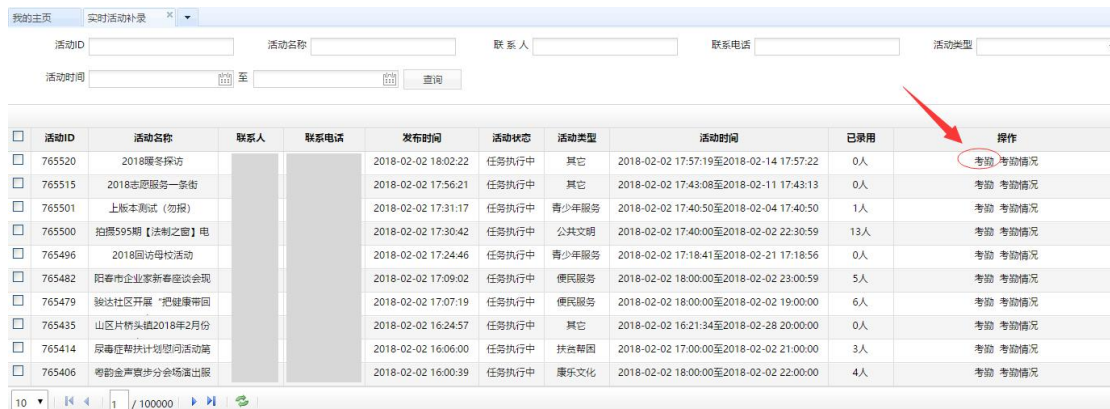 我的主页 实时活动补录
活动ID 活动名称 联系人 联系电话 活动类型
活动时间 至 查询
活动ID 活动名称 联系人 联系电话 发布时间 活动状态 活动类型 活动时间 已录用 操作
765520 2018暖冬探访 2018-02-02 18:02:22 任务执行中 其它 2018-02-02 17:57:19至2018-02-14 17:57:22 0人 考勤 考勤情况
765515 2018志愿服务一条街 2018-02-02 17:56:21 任务执行中 其它 2018-02-02 17:43:08至2018-02-11 17:43:13 0人 考勤 考勤情况
765501 上版本测试（勿报） 2018-02-02 17:31:17 任务执行中 青少年服务 2018-02-02 17:40:50至2018-02-04 17:40:50 1人 考勤 考勤情况
765500 拍摄595期【法制之窗】电 2018-02-02 17:30:42 任务执行中 公共文明 2018-02-02 17:40:00至2018-02-02 22:30:59 13人 考勤 考勤情况
765496 2018回访母校活动 2018-02-02 17:24:46 任务执行中 青少年服务 2018-02-02 17:18:41至2018-02-21 17:18:56 0人 考勤 考勤情况
765482 阳春市企业家新春座谈会现 2018-02-02 17:09:02 任务执行中 便民服务 2018-02-02 18:00:00至2018-02-02 23:00:59 5人 考勤 考勤情况
765479 骏达社区开展“把健康带回 2018-02-02 17:07:19 任务执行中 便民服务 2018-02-02 18:00:00至2018-02-02 19:00:00 6人 考勤 考勤情况
765435 山区片桥头镇2018年2月份 2018-02-02 16:24:57 任务执行中 其它 2018-02-02 16:21:34至2018-02-28 20:00:00 0人 考勤 考勤情况
765414 尿毒症帮扶计划慰问活动第 2018-02-02 16:06:00 任务执行中 扶贫帮困 2018-02-02 17:00:00至2018-02-02 21:00:00 3人 考勤 考勤情况
765406 粤韵金声寰步分会场演出服 2018-02-02 16:00:39 任务执行中 康乐文化 2018-02-02 18:00:00至2018-02-02 22:00:00 4人 考勤 考勤情况
10 1 / 100000